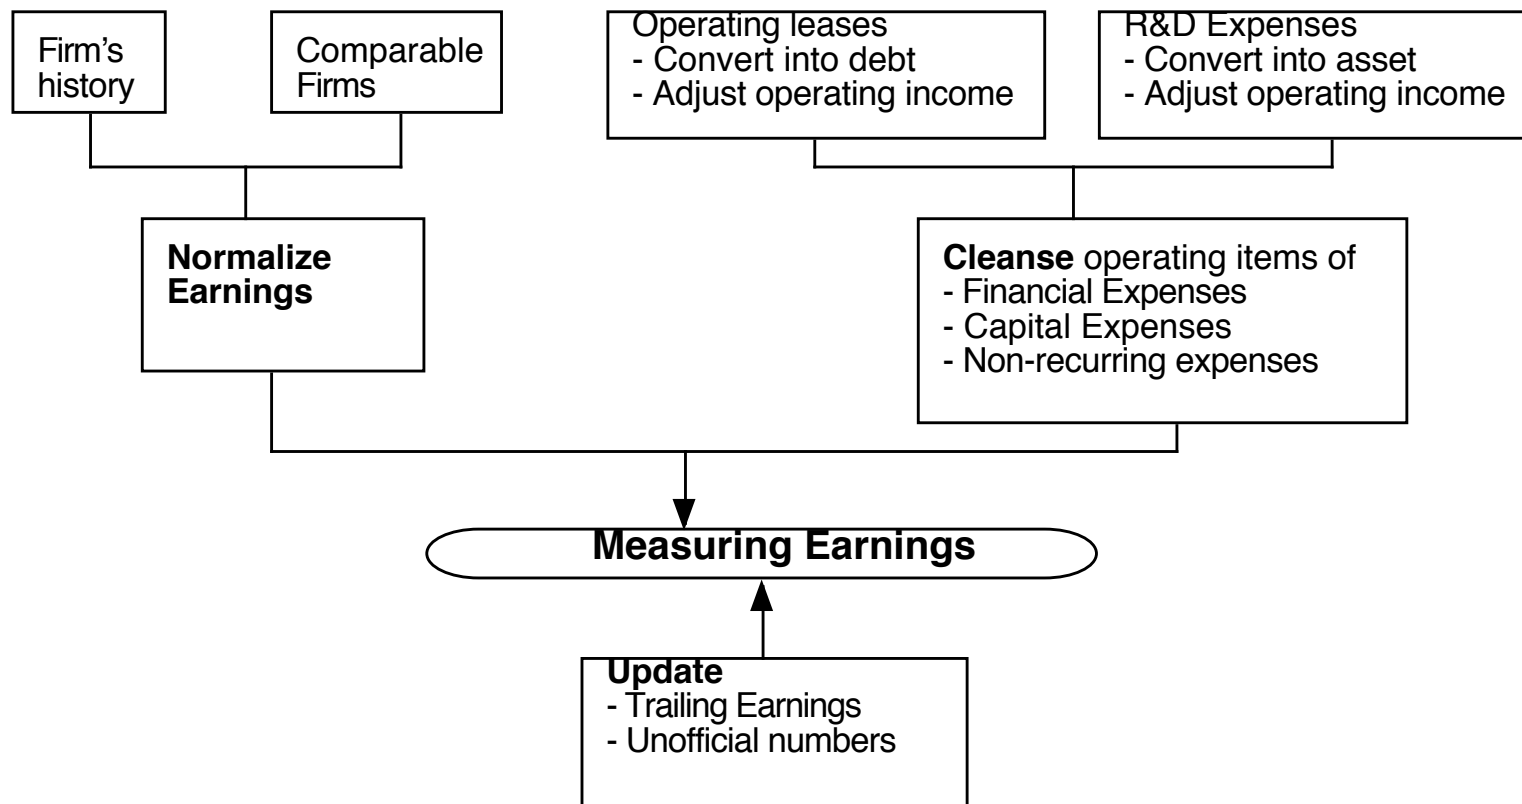 Firm’s
history
Comparable
Firms
Operating leases
- Convert into debt
- Adjust operating income
R&D Expenses
- Convert into asset
- Adjust operating income
Normalize
Earnings
Cleanse operating items of
- Financial Expenses
- Capital Expenses
- Non-recurring expenses
Measuring Earnings
Update
- Trailing Earnings
- Unofficial numbers